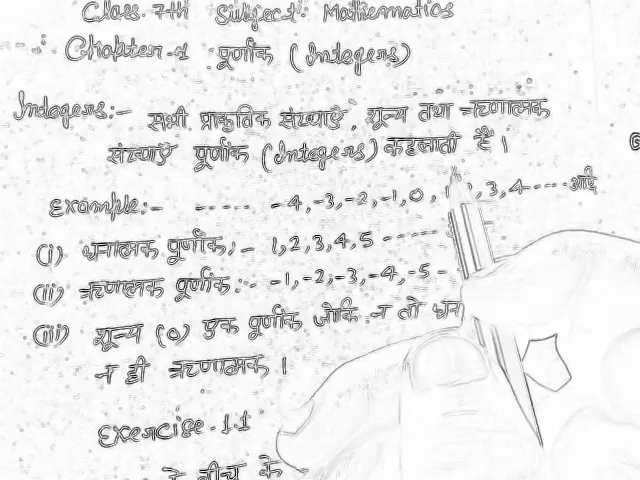 Class- 7th Subject: Mathematics
Chapter-1 पूर्णांक (Integers)
Integers:- सभी प्राकृतिक संख्याएँ, शून्य तथा ऋणात्मक
संख्याएँ पूर्णांक (Integers) कहलाती हैं।
Example:- ...... -4, -3, -2, -1, 0, 3, 4.... आदि
(i) धनात्मक पूर्णांक:- 1, 2, 3, 4, 5 ......
(ii) ऋणात्मक पूर्णांक:- -1, -2, -3, -4, -5 -
(iii) शून्य (0) एक पूर्णांक जोकि न तो धन
न ही ऋणात्मक।
Exercise-1.1
के बीच के